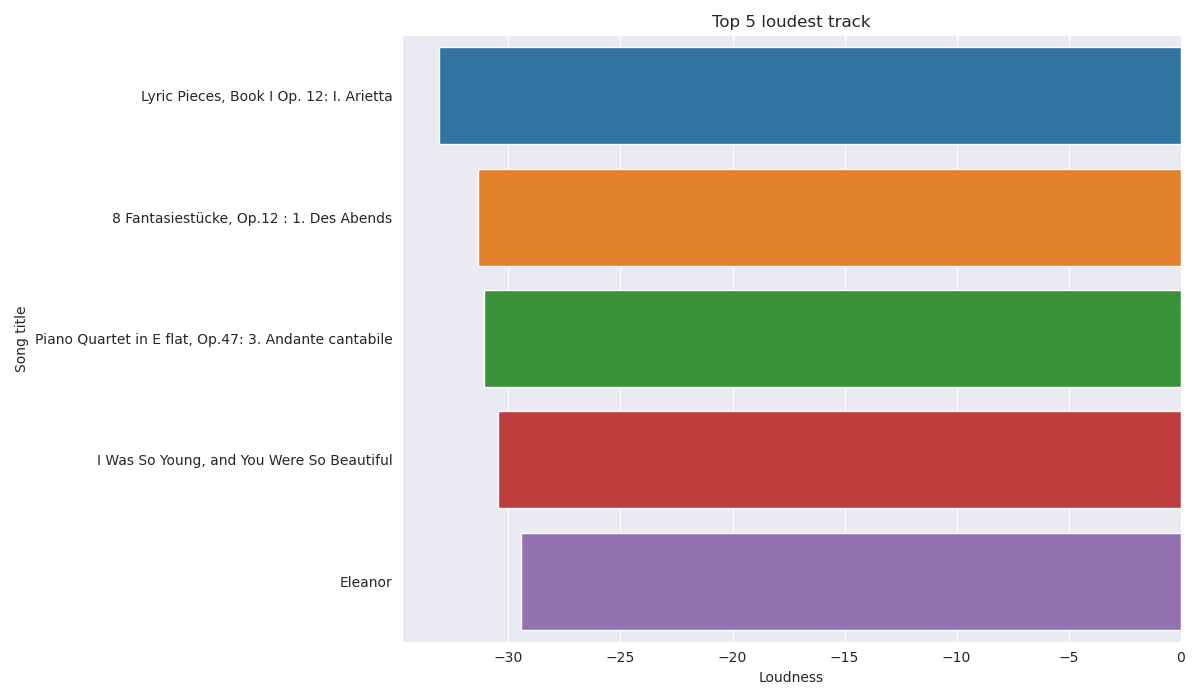 Top 5 loudest track
Song title
Lyric Pieces, Book I Op. 12: I. Arietta
8 Fantasiestücke, Op.12 : 1. Des Abends
Piano Quartet in E flat, Op.47: 3. Andante cantabile
I Was So Young, and You Were So Beautiful
Eleanor
−30 −25 −20 −15 −10 −5 0
Loudness